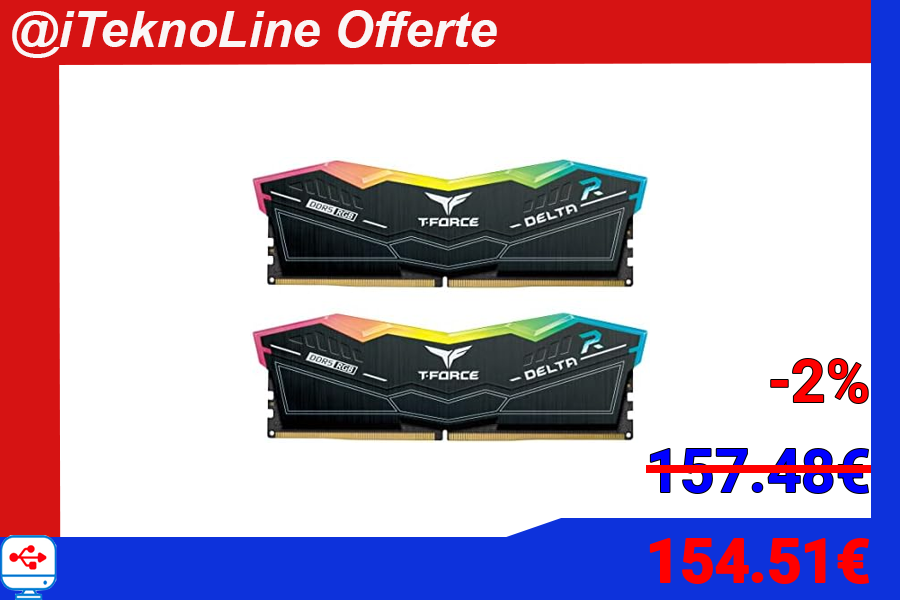 @iTeknoLine Offerte
DDR5 RGB
T-FORCE
DELTA
R
DDR5 RGB
T-FORCE
DELTA
R
-2%
157.48€
154.51€